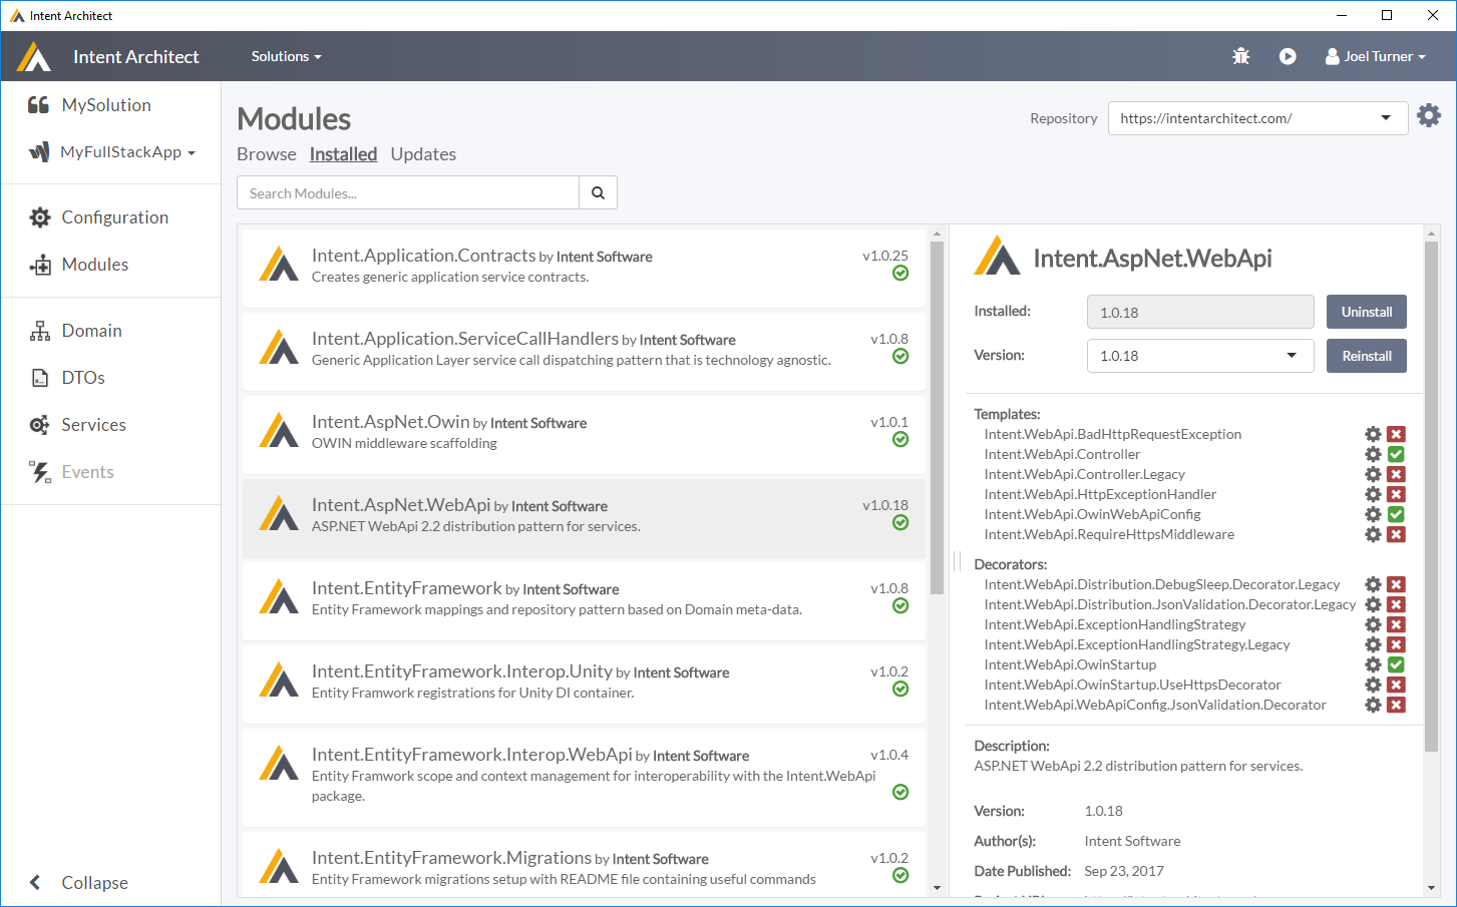 Intent Architect
Intent Architect
Solutions
Joel Turner
MySolution
MyFullStackApp
Configuration
Modules
Domain
DTOs
Services
Events
Collapse
Modules
Repository
https://intentarchitect.com/
Browse Installed Updates
Search Modules...
Intent.Application.Contracts by Intent Software
v1.0.25
Creates generic application service contracts.
Intent.Application.ServiceCallHandlers by Intent Software
v1.0.8
Generic Application Layer service call dispatching pattern that is technology agnostic.
Intent.AspNet.Owin by Intent Software
v1.0.1
OWIN middleware scaffolding
Intent.AspNet.WebApi by Intent Software
v1.0.18
ASP.NET WebApi 2.2 distribution pattern for services.
Intent.EntityFramework by Intent Software
v1.0.8
Entity Framework mappings and repository pattern based on Domain meta-data.
Intent.EntityFramework.Interop.Unity by Intent Software
v1.0.2
Entity Framwork registrations for Unity DI container.
Intent.EntityFramework.Interop.WebApi by Intent Software
v1.0.4
Entity Framwork scope and context management for interoperability with the Intent.WebApi
package.
Intent.EntityFramework.Migrations by Intent Software
v1.0.2
Entity Framework migrations setup with README file containing useful commands
Intent.AspNet.WebApi
Installed: 1.0.18 Uninstall
Version: 1.0.18 Reinstall
Templates:
Intent.WebApi.BadHttpRequestException
Intent.WebApi.Controller
Intent.WebApi.Controller.Legacy
Intent.WebApi.HttpExceptionHandler
Intent.WebApi.OwinWebApiConfig
Intent.WebApi.RequireHttpsMiddleware
Decorators:
Intent.WebApi.Distribution.DebugSleep.Decorator.Legacy
Intent.WebApi.Distribution.JsonValidation.Decorator.Legacy
Intent.WebApi.ExceptionHandlingStrategy
Intent.WebApi.ExceptionHandlingStrategy.Legacy
Intent.WebApi.OwinStartup
Intent.WebApi.OwinStartup.UseHttpsDecorator
Intent.WebApi.WebApiConfig.JsonValidation.Decorator
Description:
ASP.NET WebApi 2.2 distribution pattern for services.
Version: 1.0.18
Author(s): Intent Software
Date Published: Sep 23, 2017